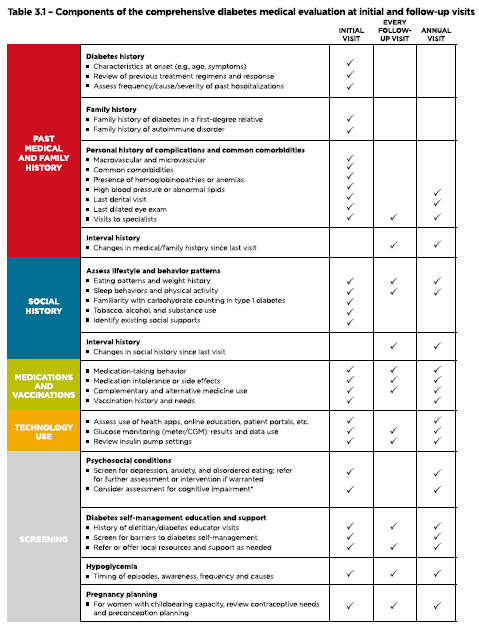 Table 3.1 – Components of the comprehensive diabetes medical evaluation at initial and follow-up visits
INITIAL VISIT
EVERY FOLLOW-UP VISIT
ANNUAL VISIT
PAST MEDICAL AND FAMILY HISTORY
Diabetes history
▪ Characteristics at onset (e.g., age, symptoms) ✓
▪ Review of previous treatment regimens and response ✓
▪ Assess frequency/cause/severity of past hospitalizations ✓
Family history
▪ Family history of diabetes in a first-degree relative ✓
▪ Family history of autoimmune disorder ✓
Personal history of complications and common comorbidities
▪ Macrovascular and microvascular ✓
▪ Common comorbidities ✓
▪ Presence of hemoglobinopathies or anemias ✓
▪ High blood pressure or abnormal lipids ✓
▪ Last dental visit ✓ ✓
▪ Last dilated eye exam ✓ ✓
▪ Visits to specialists ✓ ✓ ✓
Interval history
▪ Changes in medical/family history since last visit ✓ ✓
SOCIAL HISTORY
Assess lifestyle and behavior patterns
▪ Eating patterns and weight history ✓ ✓ ✓
▪ Sleep behaviors and physical activity ✓ ✓ ✓
▪ Familiarity with carbohydrate counting in type 1 diabetes ✓
▪ Tobacco, alcohol, and substance use ✓
▪ Identify existing social supports ✓
Interval history
▪ Changes in social history since last visit ✓ ✓
MEDICATIONS AND VACCINATIONS
▪ Medication-taking behavior ✓ ✓ ✓
▪ Medication intolerance or side effects ✓ ✓ ✓
▪ Complementary and alternative medicine use ✓ ✓ ✓
▪ Vaccination history and needs ✓ ✓
TECHNOLOGY USE
▪ Assess use of health apps, online education, patient portals, etc. ✓ ✓
▪ Glucose monitoring (meter/CGM): results and data use ✓ ✓ ✓
▪ Review insulin pump settings ✓ ✓ ✓
SCREENING
Psychosocial conditions
▪ Screen for depression, anxiety, and disordered eating; refer
for further assessment or intervention if warranted ✓ ✓
▪ Consider assessment for cognitive impairment* ✓ ✓
Diabetes self-management education and support
▪ History of dietitian/diabetes educator visits ✓ ✓ ✓
▪ Screen for barriers to diabetes self-management ✓ ✓
▪ Refer or offer local resources and support as needed ✓ ✓ ✓
Hypoglycemia
▪ Timing of episodes, awareness, frequency and causes ✓ ✓ ✓
Pregnancy planning
▪ For women with childbearing capacity, review contraceptive needs
and preconception planning ✓ ✓ ✓